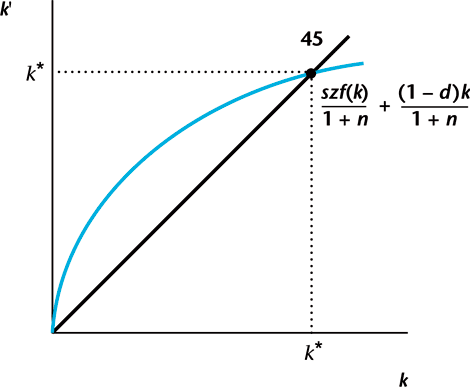 k'
45
k*
szf(k)/1 + n + (1 – d)k/1 + n
k*
k